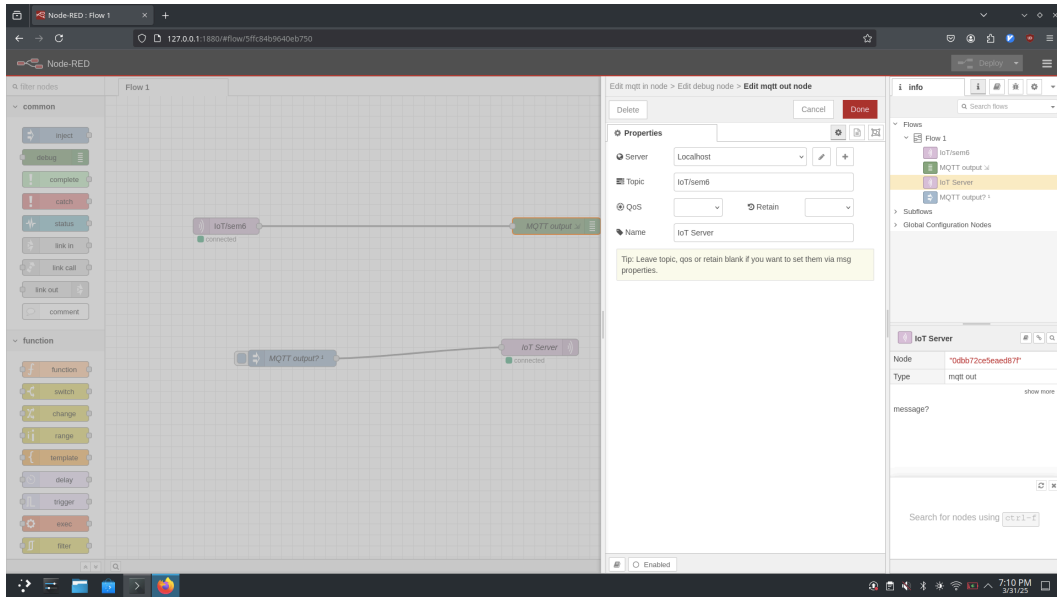 Node-RED : Flow 1
127.0.0.1:1880/#flow/5ffc84b9640eb750
Node-RED
Deploy
filter nodes
common
inject
debug
complete
catch
status
link in
link call
link out
comment
function
function
switch
change
range
template
delay
trigger
exec
filter
Flow 1
IoT/sem6
connected
MQTT output
MQTT output? ¹
IoT Server
connected
Edit mqtt in node > Edit debug node > Edit mqtt out node
Delete
Cancel
Done
Properties
Server
Localhost
Topic
IoT/sem6
QoS
Retain
Name
IoT Server
Tip: Leave topic, qos or retain blank if you want to set them via msg
properties.
Enabled
info
Search flows
Flows
Flow 1
IoT/sem6
MQTT output
IoT Server
MQTT output? ¹
Subflows
Global Configuration Nodes
IoT Server
Node
"0dbb72ce5eaed87f"
Type
mqtt out
show more
message?
Search for nodes using ctrl-f
7:10 PM
3/31/25